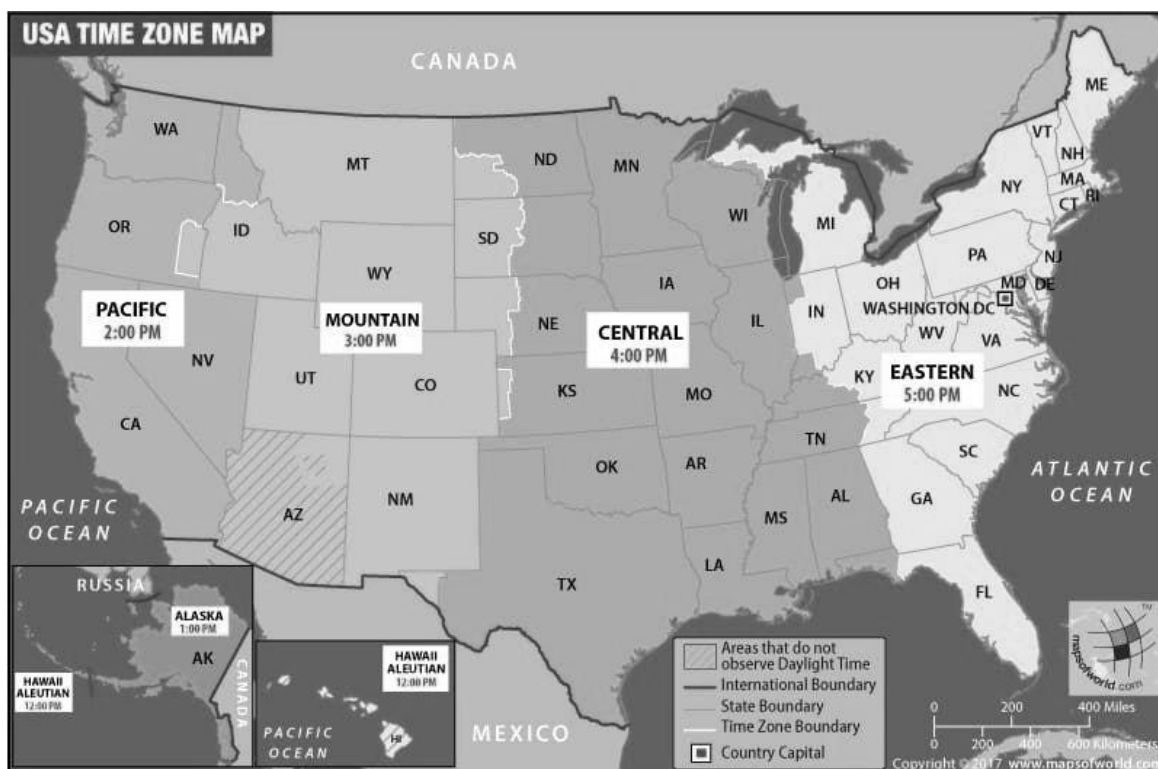 USA TIME ZONE MAP
CANADA
WA
MT
ND
MN
ME
VT
NH
MA
RI
CT
NY
OR
ID
WY
SD
WI
MI
PA
NJ
IA
OH
MD
DE
WASHINGTON DC
PACIFIC
2:00 PM
MOUNTAIN
3:00 PM
NE
CENTRAL
4:00 PM
IL
IN
WV
VA
NV
UT
CO
KS
MO
KY
EASTERN
5:00 PM
NC
CA
TN
SC
OK
AR
AZ
NM
MS
AL
GA
PACIFIC
OCEAN
ATLANTIC
OCEAN
TX
LA
FL
RUSSIA
ALASKA
1:00 PM
AK
CANADA
HAWAII
ALEUTIAN
12:00 PM
HAWAII
ALEUTIAN
12:00 PM
PACIFIC
OCEAN
HI
MEXICO
Areas that do not
observe Daylight Time
International Boundary
State Boundary
Time Zone Boundary
Country Capital
TM
mapsofworld.com
0 200 400 Miles
0 200 400 600 Kilometers
Copyright © 2017 www.mapsofworld.com